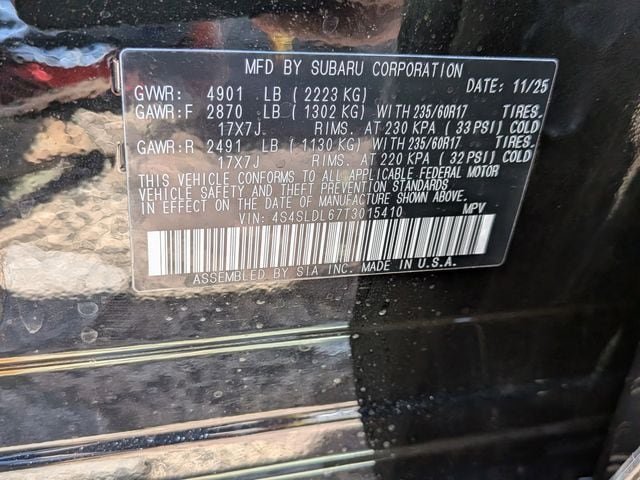 MFD BY SUBARU CORPORATION
GVWR: 4901 LB (2223 KG) DATE: 11/25
GAWR:F 2870 LB (1302 KG) WITH 235/60R17 TIRES.
17X7J RIMS. AT 230 KPA (33 PSI) COLD
GAWR:R 2491 LB (1130 KG) WITH 235/60R17 TIRES.
17X7J RIMS. AT 220 KPA (32 PSI) COLD
THIS VEHICLE CONFORMS TO ALL APPLICABLE FEDERAL MOTOR
VEHICLE SAFETY AND THEFT PREVENTION STANDARDS
IN EFFECT ON THE DATE OF MANUFACTURE SHOWN ABOVE.
VIN: 4S4SLDL67T3015410 MPV
ASSEMBLED BY SIA INC. MADE IN U.S.A.